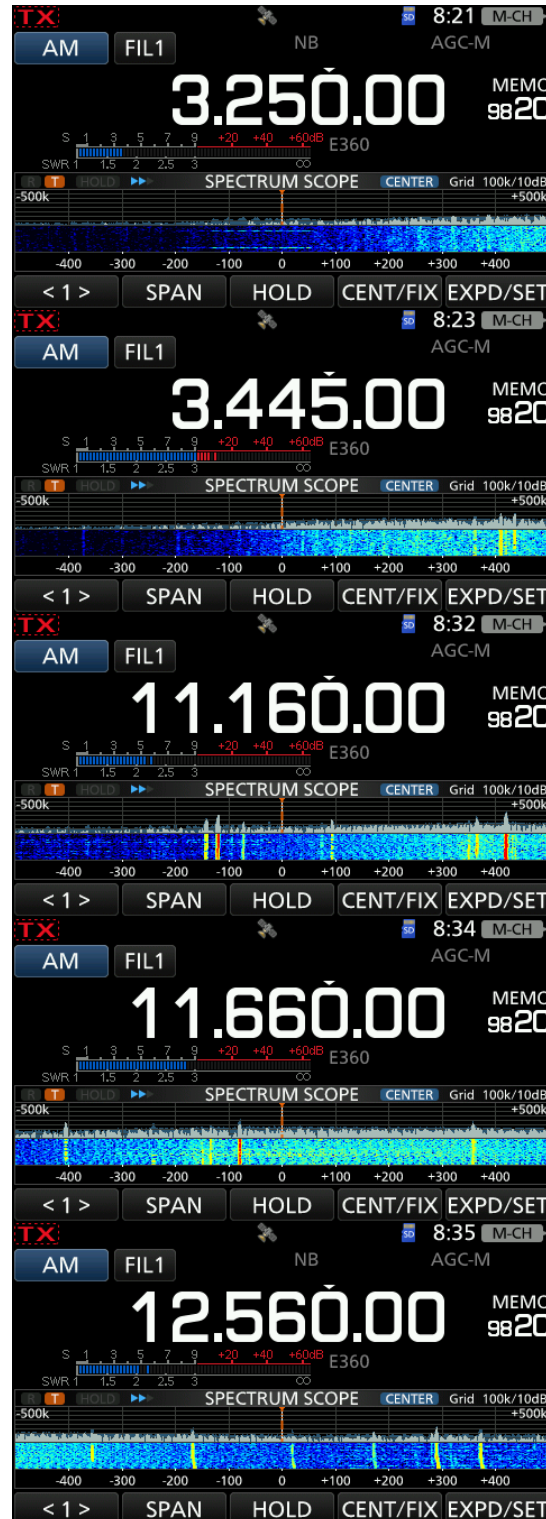 TX 8:21 M-CH
AM FIL1 NB AGC-M
3.250.00 MEMO
9820
S 1 3 5 7 9 +20 +40 +60dB E360
SWR 1 1.5 2 2.5 3 ∞
R T HOLD SPECTRUM SCOPE CENTER Grid 100k/10dB
-500k +500k
-400 -300 -200 -100 0 +100 +200 +300 +400
< 1 > SPAN HOLD CENT/FIX EXPD/SET
TX SD 8:23 M-CH
AM FIL1 AGC-M
3.445.00 MEMO
9820
S 1 3 5 7 9 +20 +40 +60dB E360
SWR 1 1.5 2 2.5 3 ∞
R T HOLD SPECTRUM SCOPE CENTER Grid 100k/10dB
-500k +500k
-400 -300 -200 -100 0 +100 +200 +300 +400
< 1 > SPAN HOLD CENT/FIX EXPD/SET
TX SD 8:32 M-CH
AM FIL1 AGC-M
11.160.00 MEMO
9820
S 1 3 5 7 9 +20 +40 +60dB E360
SWR 1 1.5 2 2.5 3 ∞
R T HOLD SPECTRUM SCOPE CENTER Grid 100k/10dB
-500k +500k
-400 -300 -200 -100 0 +100 +200 +300 +400
< 1 > SPAN HOLD CENT/FIX EXPD/SET
TX SD 8:34 M-CH
AM FIL1 AGC-M
11.660.00 MEMO
9820
S 1 3 5 7 9 +20 +40 +60dB E360
SWR 1 1.5 2 2.5 3 ∞
R T HOLD SPECTRUM SCOPE CENTER Grid 100k/10dB
-500k +500k
-400 -300 -200 -100 0 +100 +200 +300 +400
< 1 > SPAN HOLD CENT/FIX EXPD/SET
TX SD 8:35 M-CH
AM FIL1 NB AGC-M
12.560.00 MEMO
9820
S 1 3 5 7 9 +20 +40 +60dB E360
SWR 1 1.5 2 2.5 3 ∞
R T HOLD SPECTRUM SCOPE CENTER Grid 100k/10dB
-500k +500k
-400 -300 -200 -100 0 +100 +200 +300 +400
< 1 > SPAN HOLD CENT/FIX EXPD/SET